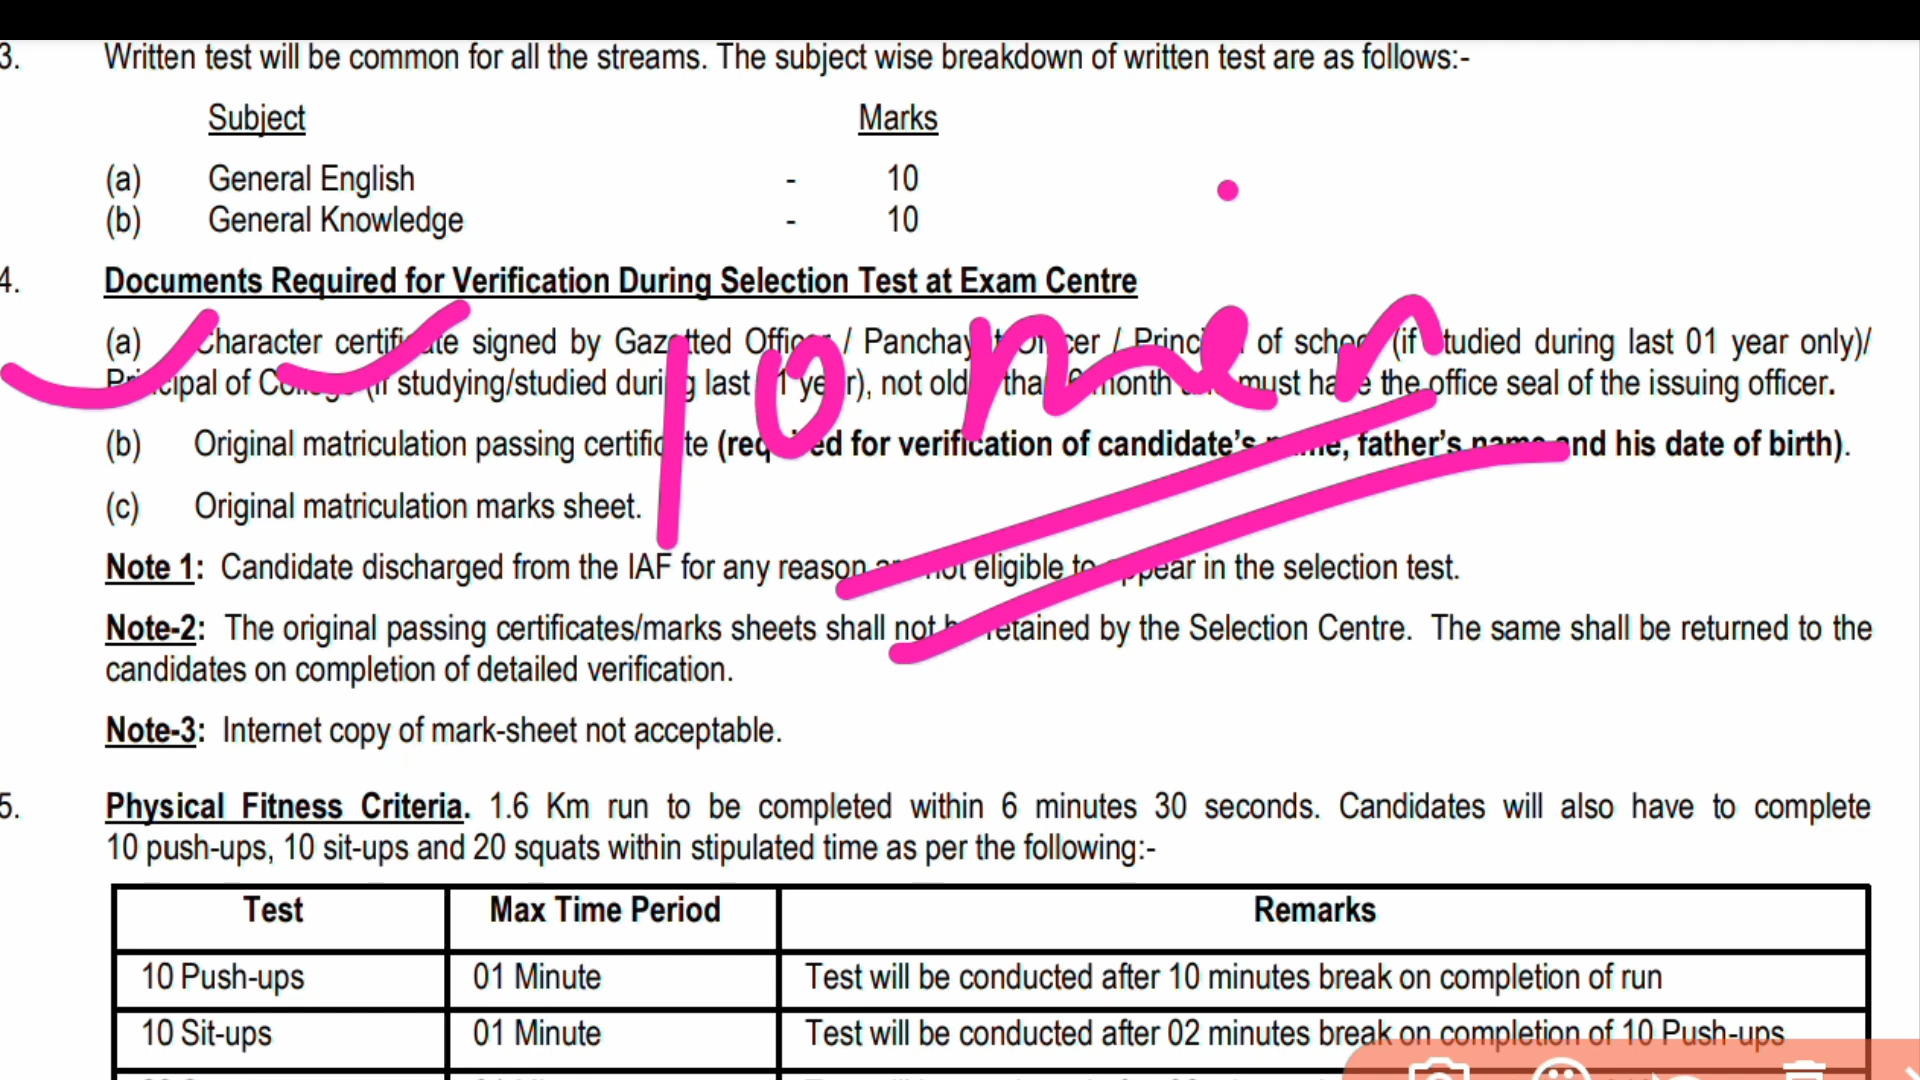 3. Written test will be common for all the streams. The subject wise breakdown of written test are as follows:-
Subject Marks
(a) General English - 10
(b) General Knowledge - 10
4. Documents Required for Verification During Selection Test at Exam Centre
(a) Character certificate signed by Gazetted Officer / Panchayat Officer / Principal of school (if studied during last 01 year only)/
Principal of College (if studying/studied during last 01 year), not older than 6 month must have the office seal of the issuing officer.
10 mer
(b) Original matriculation passing certificate (required for verification of candidate's name, father's name and his date of birth).
(c) Original matriculation marks sheet.
Note 1: Candidate discharged from the IAF for any reason are not eligible to appear in the selection test.
Note-2: The original passing certificates/marks sheets shall not be retained by the Selection Centre. The same shall be returned to the
candidates on completion of detailed verification.
Note-3: Internet copy of mark-sheet not acceptable.
5. Physical Fitness Criteria. 1.6 Km run to be completed within 6 minutes 30 seconds. Candidates will also have to complete
10 push-ups, 10 sit-ups and 20 squats within stipulated time as per the following:-
Test Max Time Period Remarks
10 Push-ups 01 Minute Test will be conducted after 10 minutes break on completion of run
10 Sit-ups 01 Minute Test will be conducted after 02 minutes break on completion of 10 Push-ups